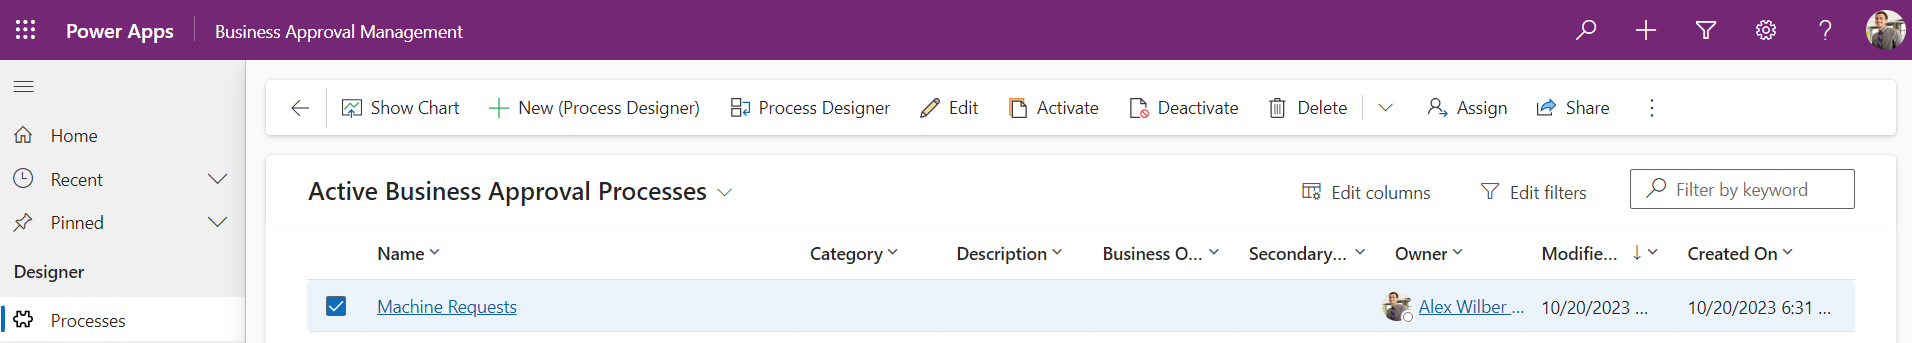 Power Apps Business Approval Management
Show Chart New (Process Designer) Process Designer Edit Activate Deactivate Delete Assign Share
Home
Recent
Pinned
Designer
Processes
Active Business Approval Processes Edit columns Edit filters Filter by keyword
Name Category Description Business O... Secondary... Owner Modifie... Created On
Machine Requests Alex Wilber ... 10/20/2023 ... 10/20/2023 6:31 ...